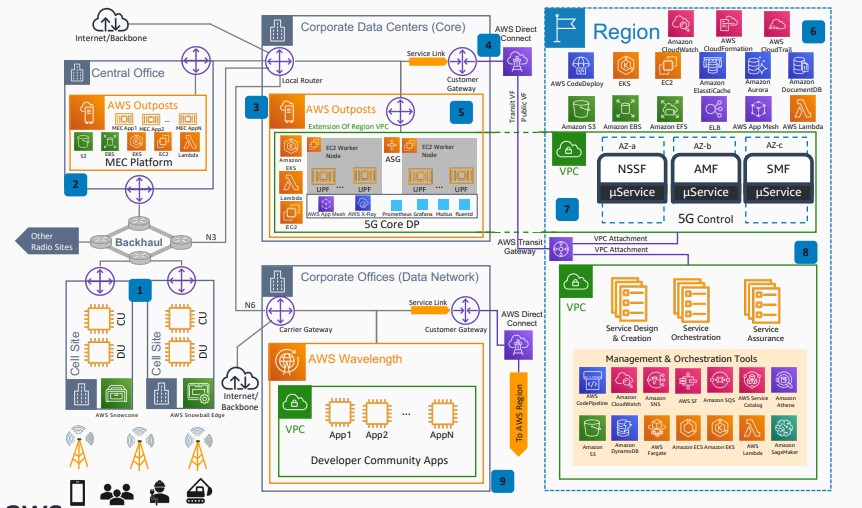 Internet/Backbone
Central Office
AWS Outposts
MEC App1
MEC App2
...
MEC AppN
S3
EBS
EKS
EC2
Lambda
MEC Platform
2
Other
Radio Sites
Backhaul
N3
1
Cell Site
CU
DU
Cell Site
CU
DU
AWS Snowcone
AWS Snowball Edge
aws
Corporate Data Centers (Core)
Local Router
Service Link
Customer
Gateway
4
AWS Direct
Connect
Transit VF
Public VF
3
AWS Outposts
5
Extension Of Region VPC
Amazon
EKS
Lambda
EC2
EC2 Worker
Node
ASG
EC2 Worker
Node
UPF
...
UPF
UPF
...
UPF
AWS App Mesh
AWS X-Ray
Prometheus
Grafana
Multus
fluentd
5G Core DP
N6
Internet/
Backbone
Corporate Offices (Data Network)
Carrier Gateway
Service Link
Customer Gateway
AWS Direct
Connect
To AWS Region
AWS Wavelength
VPC
App1
App2
...
AppN
Developer Community Apps
9
Region
6
Amazon
CloudWatch
AWS
CloudFormation
AWS
CloudTrail
AWS CodeDeploy
EKS
EC2
Amazon
ElastiCache
Amazon
Aurora
Amazon
DocumentDB
Amazon S3
Amazon EBS
Amazon EFS
ELB
AWS App Mesh
AWS Lambda
VPC
7
AZ-a
AZ-b
AZ-c
NSSF
µService
AMF
µService
SMF
µService
5G Control
AWS Transit
Gateway
VPC Attachment
VPC Attachment
8
VPC
Service Design
& Creation
Service
Orchestration
Service
Assurance
Management & Orchestration Tools
AWS
CodePipeline
Amazon
CloudWatch
Amazon
SNS
AWS SF
Amazon SQS
AWS Service
Catalog
Amazon
Athena
Amazon
S3
Amazon
DynamoDB
AWS
Fargate
Amazon ECS
Amazon EKS
AWS
Lambda
Amazon
SageMaker